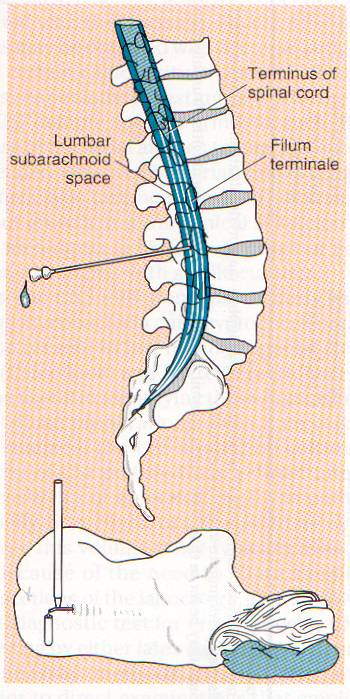 Terminus of
spinal cord
Lumbar
subarachnoid
space
Filum
terminale